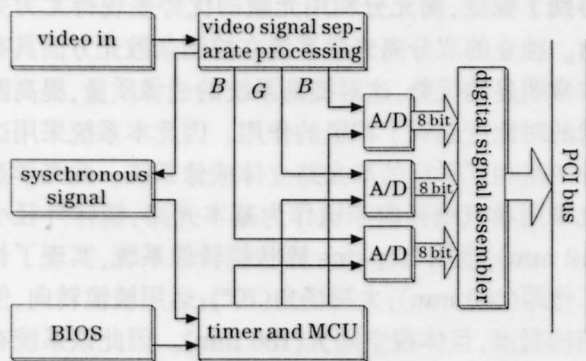 video in
video signal sep-
arate processing
B G B
A/D
8 bit
syschronous
signal
A/D
8 bit
A/D
8 bit
digital signal assembler
PCI bus
BIOS
timer and MCU